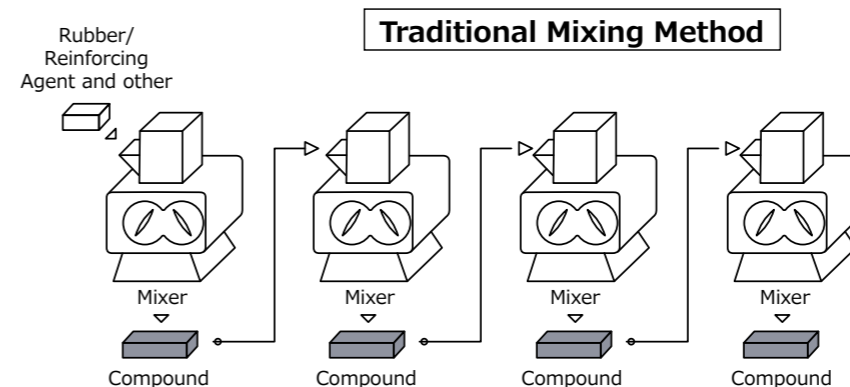 Traditional Mixing Method
Rubber/
Reinforcing
Agent and other
Mixer
Mixer
Mixer
Mixer
Compound
Compound
Compound
Compound